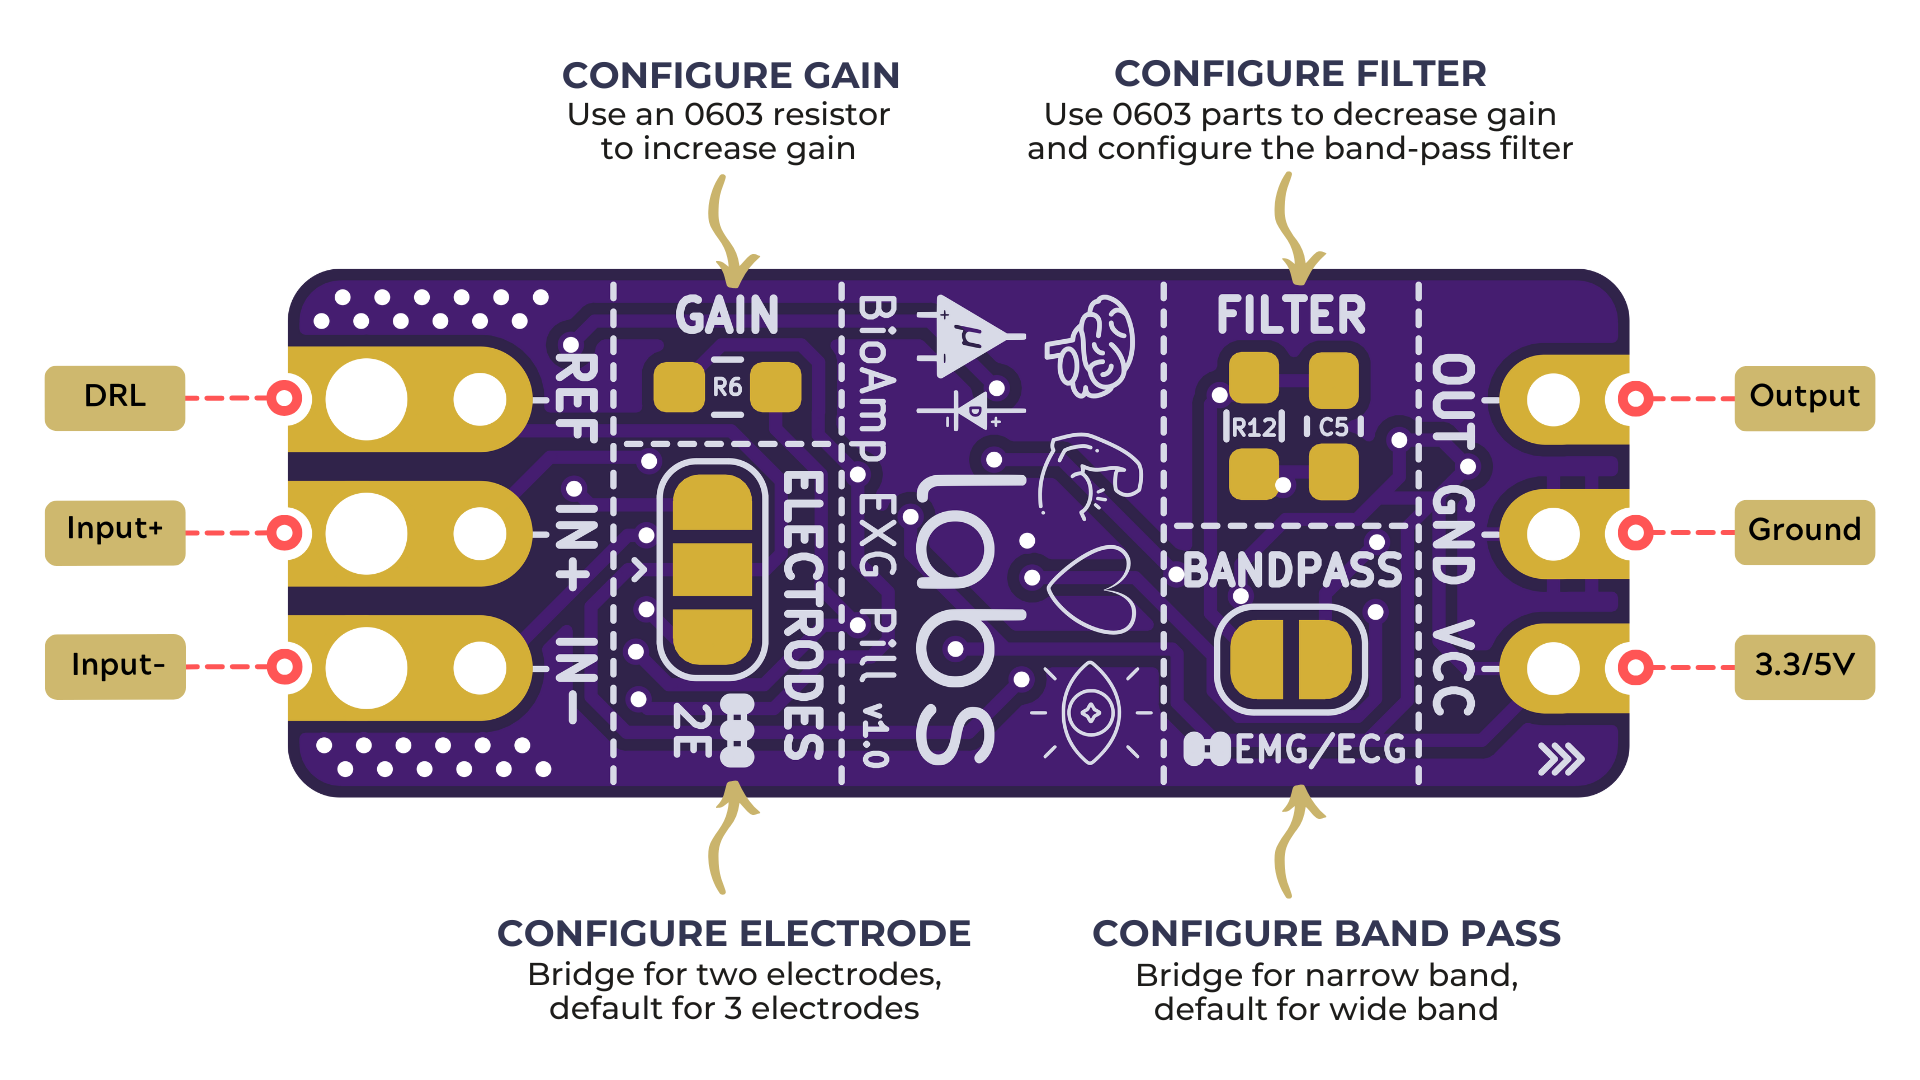 CONFIGURE GAIN
Use an 0603 resistor
to increase gain
CONFIGURE FILTER
Use 0603 parts to decrease gain
and configure the band-pass filter
DRL
Input+
Input-
REF
IN+
IN-
GAIN
R6
ELECTRODES
2E
BioAmp EXG Pill v1.0
μ
D
labs
FILTER
R12
C5
BANDPASS
EMG/ECG
OUT
GND
VCC
Output
Ground
3.3/5V
CONFIGURE ELECTRODE
Bridge for two electrodes,
default for 3 electrodes
CONFIGURE BAND PASS
Bridge for narrow band,
default for wide band